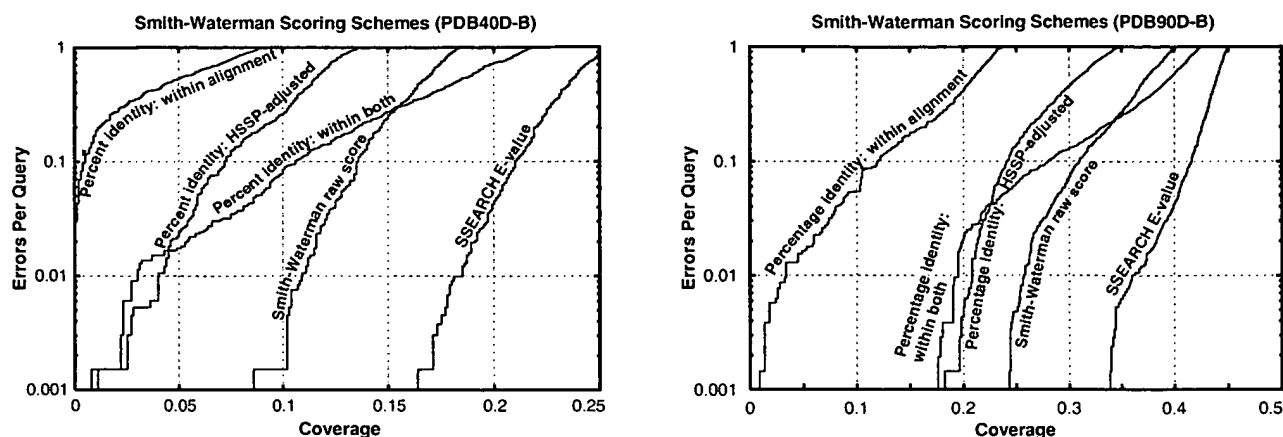 Smith-Waterman Scoring Schemes (PDB40D-B)
Errors Per Query
1
0.1
0.01
0.001
Percent Identity: within alignment
Percent Identity: HSSP-adjusted
Percent Identity: within both
Smith-Waterman raw score
SSEARCH E-value
0
0.05
0.1
0.15
0.2
0.25
Coverage
Smith-Waterman Scoring Schemes (PDB90D-B)
Errors Per Query
1
0.1
0.01
0.001
Percentage Identity: within alignment
Percentage Identity:
within both
Percentage Identity: HSSP-adjusted
Smith-Waterman raw score
SSEARCH E-value
0
0.1
0.2
0.3
0.4
0.5
Coverage